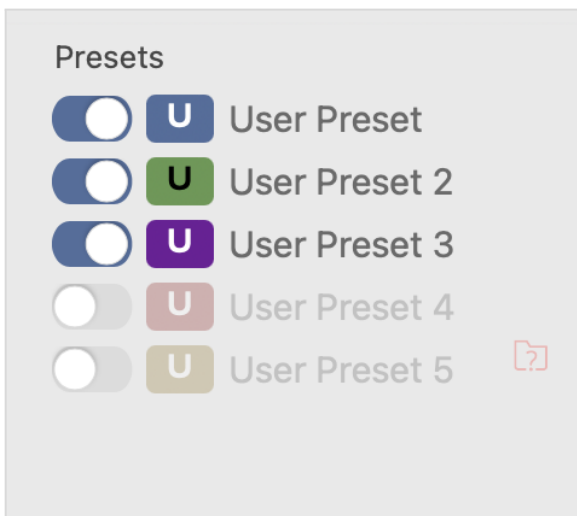 Presets
U User Preset
U User Preset 2
U User Preset 3
U User Preset 4
U User Preset 5 ?